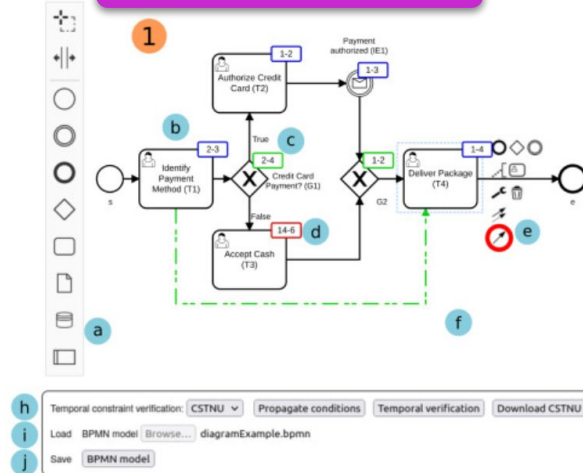 1
Payment
authorized (IE1)
1-2
1-3
Authorize Credit
Card (T2)
b
True
c
2-3
2-4
1-2
1-4
Identify
Payment
Method (T1)
Credit Card
Payment? (G1)
Deliver Package
(T4)
s
G2
e
False
14-6
d
e
Accept Cash
(T3)
f
a
h
Temporal constraint verification: CSTNU Propagate conditions Temporal verification Download CSTNU
i
Load BPMN model Browse... diagramExample.bpmn
j
Save BPMN model